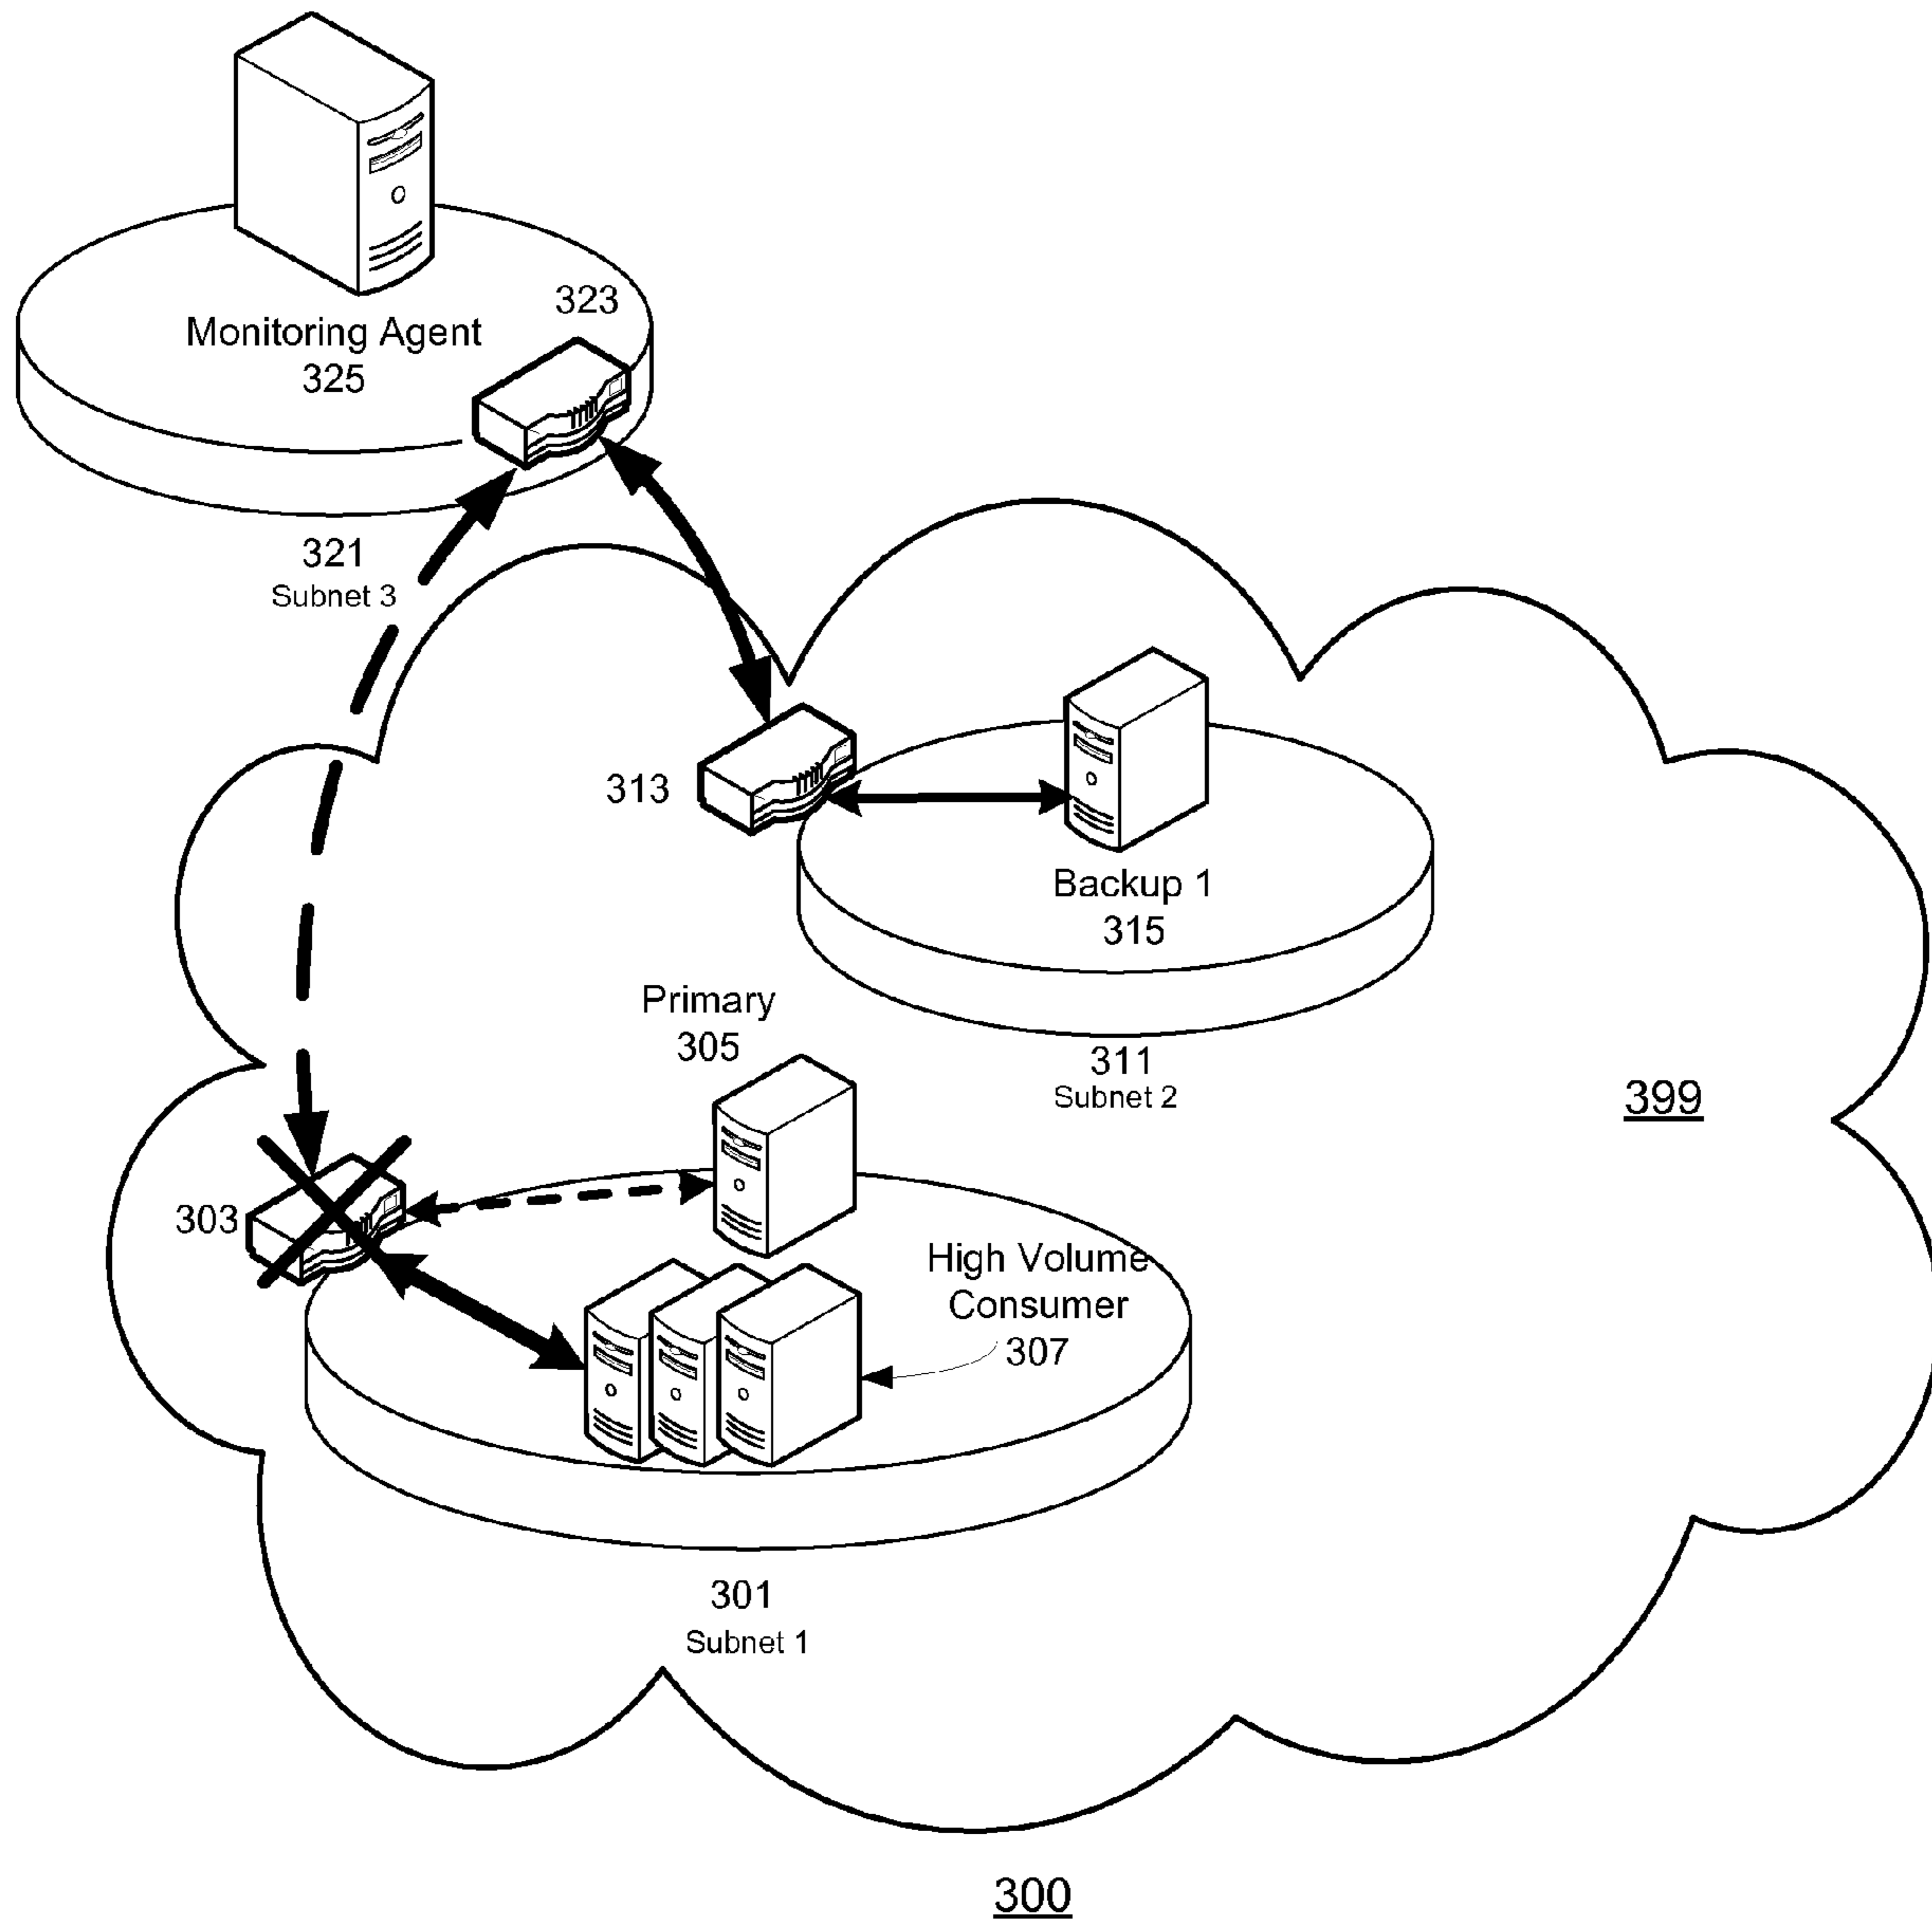 323
Monitoring Agent
325
321
Subnet 3
313
Backup 1
315
Primary
305
311
Subnet 2
399
303
High Volume
Consumer
307
301
Subnet 1
300